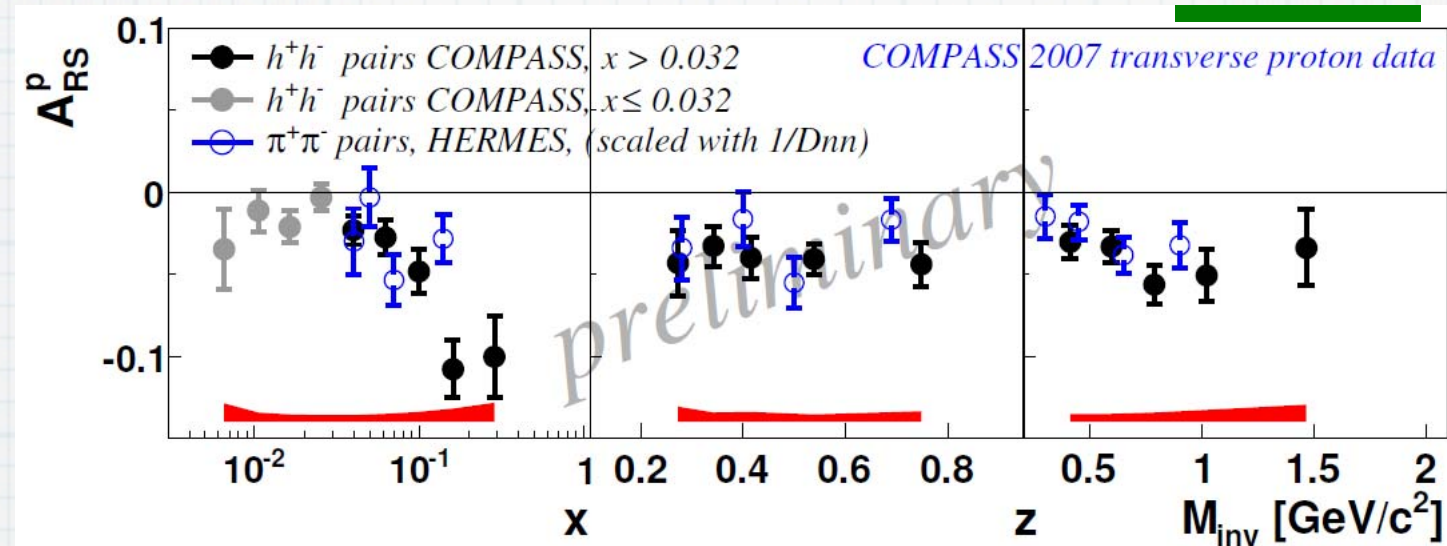 0.1
h⁺h⁻ pairs COMPASS, x > 0.032
COMPASS 2007 transverse proton data
h⁺h⁻ pairs COMPASS, x ≤ 0.032
π⁺π⁻ pairs, HERMES, (scaled with 1/Dnn)
A^p_RS
0
-0.1
preliminary
10⁻² 10⁻¹ 1 0.2 0.4 0.6 0.8 0.5 1 1.5 2
x z M_inv [GeV/c²]